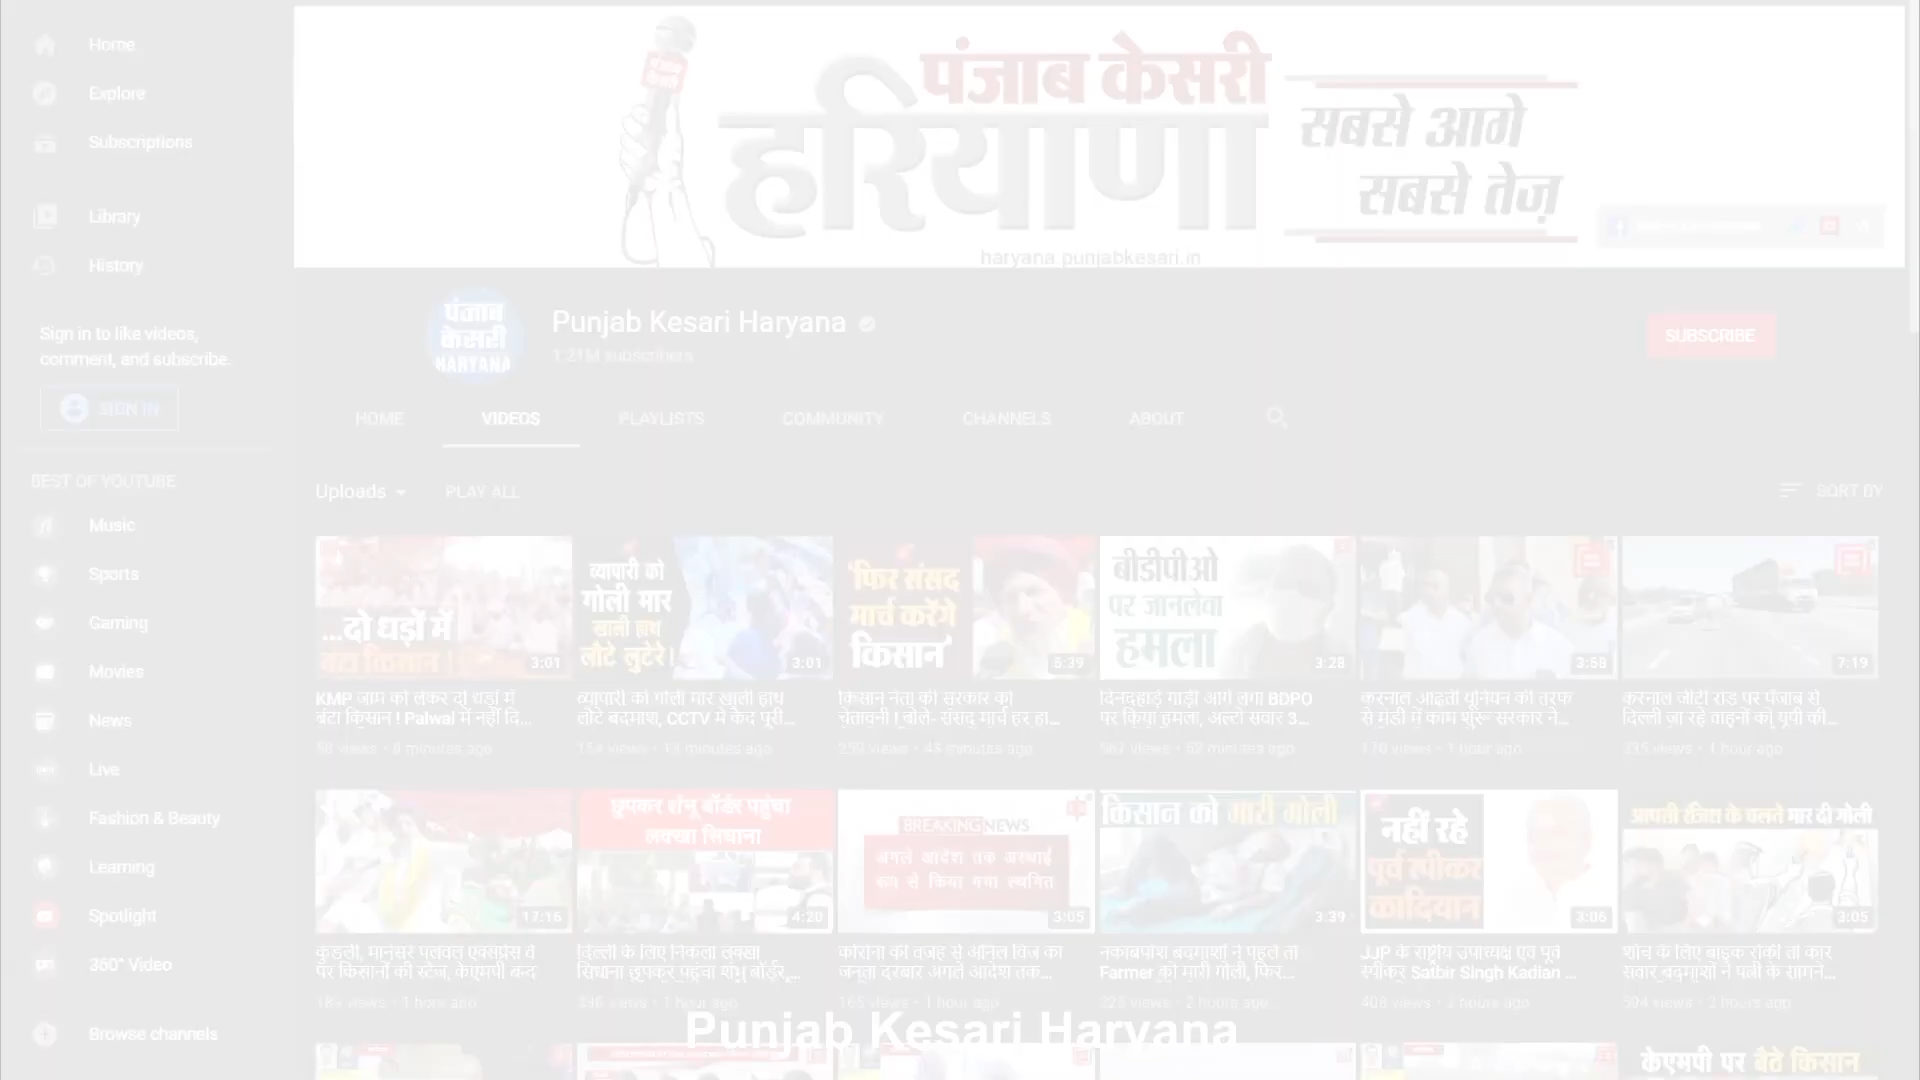 Home
Explore
Subscriptions
Library
History
Sign in to like videos,
comment, and subscribe.
SIGN IN
BEST OF YOUTUBE
Music
Sports
Gaming
Movies
News
Live
Fashion & Beauty
Learning
Spotlight
360° Video
Browse channels
पंजाब केसरी
हरियाणा
सबसे आगे
सबसे तेज़
haryana.punjabkesari.in
पंजाब
केसरी
HARYANA
Punjab Kesari Haryana
1.21M subscribers
SUBSCRIBE
HOME VIDEOS PLAYLISTS COMMUNITY CHANNELS ABOUT
Uploads PLAY ALL SORT BY
...दो धड़ों में
बंटा किसान !
3:01
व्यापारी को
गोली मार
खाली हाथ
लौटे लुटेरे।
3:01
'फिर संसद
मार्च करेंगे
किसान'
5:39
बीडीपीओ
पर जानलेवा
हमला
3:28
3:58
7:19
KMP जाम को लेकर दो धड़ों में
बंटा किसान ! Palwal में नहीं दि...
58 views • 8 minutes ago
व्यापारी को गोली मार खाली हाथ
लौटे बदमाश, CCTV में कैद पूरी...
154 views • 13 minutes ago
किसान नेता की सरकार को
चेतावनी ! बोले- संसद मार्च हर हा...
250 views • 43 minutes ago
दिनदहाड़े गाड़ी आगे लगा BDPO
पर किया हमला, अल्टो सवार 3...
views • 52 minutes ago
करनाल आढ़ती यूनियन की तरफ
से मंडी में काम शुरू सरकार ने...
170 views • 1 hour ago
करनाल जीटी रोड पर पंजाब से
दिल्ली जा रहे वाहनों को यूपी की...
335 views • 1 hour ago
17:16
छुपकर शंभू बॉर्डर पहुंचा
लक्खा सिधाना
4:20
BREAKING NEWS
अगले आदेश तक अस्थाई
रूप से किया गया स्थगित
3:05
किसान को मारी गोली
3:39
नहीं रहे
पूर्व स्पीकर
कादियान
3:06
आपसी रंजिश के चलते मार दी गोली
3:05
कुंडली, मानेसर पलवल एक्सप्रेस वे
पर किसानों की स्टेज, केएमपी बन्द
189 views • 1 hour ago
दिल्ली के लिए निकला लक्खा
सिधाना छुपकर पहुंचा शंभू बॉर्डर,...
396 views • 1 hour ago
कोरोना की वजह से अनिल विज का
जनता दरबार अगले आदेश तक...
165 views • 1 hour ago
नकाबपोश बदमाशों ने पहले तो
Farmer को मारी गोली, फिर...
225 views • 2 hours ago
JJP के राष्ट्रीय उपाध्यक्ष एवं पूर्व
स्पीकर Satbir Singh Kadian ...
408 views • 2 hours ago
शौच के लिए बाइक रोकी तो कार
सवार बदमाशों ने पत्नी के सामने...
594 views • 2 hours ago
Punjab Kesari Haryana
केएमपी पर बैठे किसान